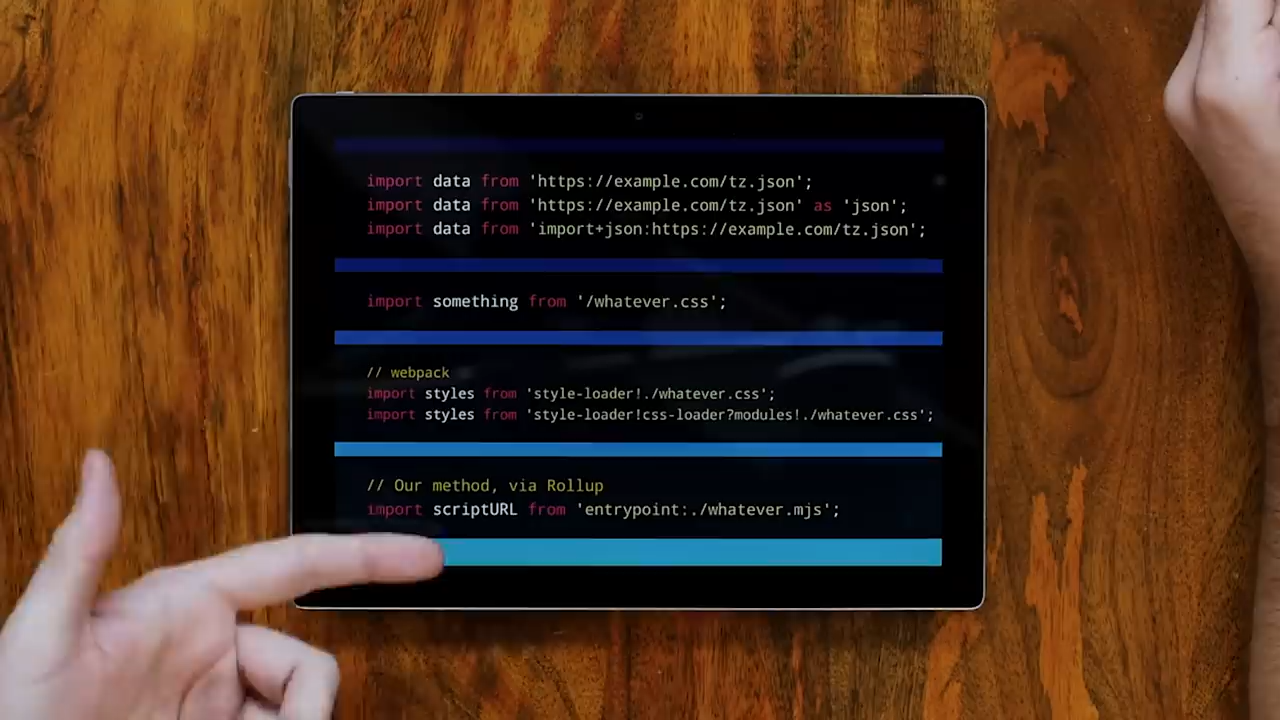 import data from 'https://example.com/tz.json';
import data from 'https://example.com/tz.json' as 'json';
import data from 'import+json:https://example.com/tz.json';
import something from '/whatever.css';
// webpack
import styles from 'style-loader!./whatever.css';
import styles from 'style-loader!css-loader?modules!./whatever.css';
// Our method, via Rollup
import scriptURL from 'entrypoint:./whatever.mjs';